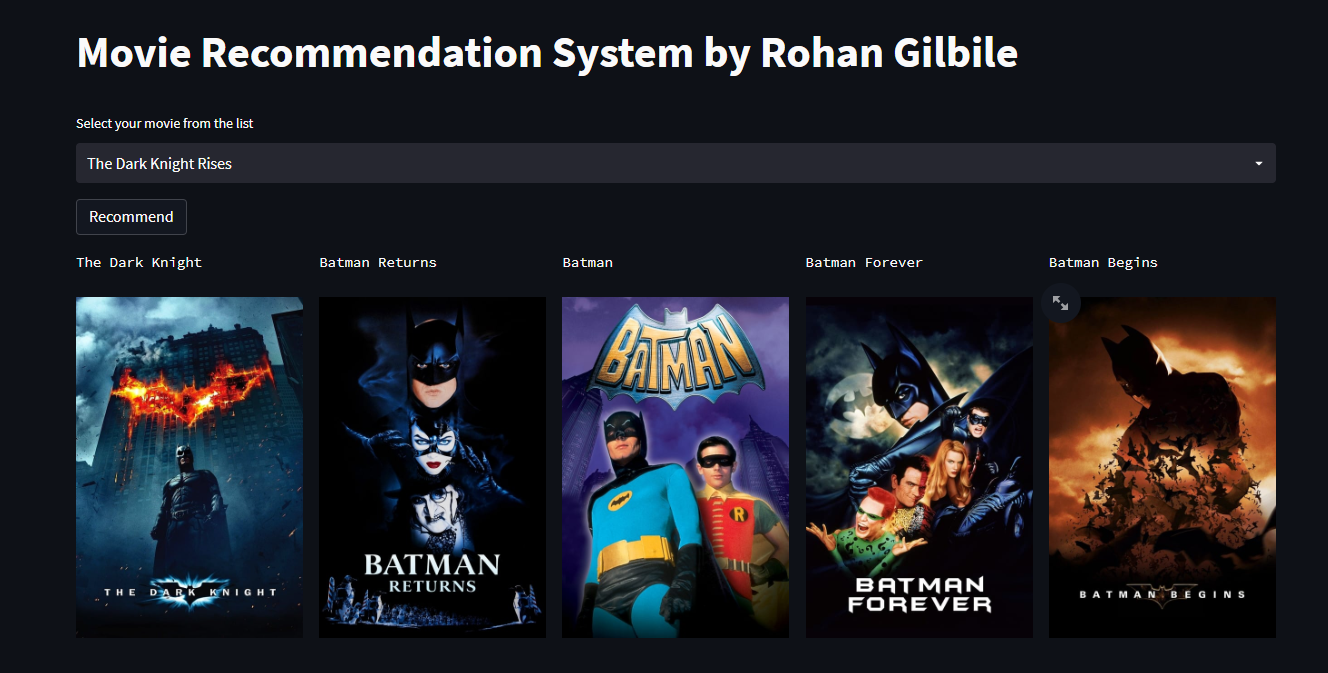 Movie Recommendation System by Rohan Gilbile
Select your movie from the list
The Dark Knight Rises
Recommend
The Dark Knight
Batman Returns
Batman
Batman Forever
Batman Begins
THE DARK KNIGHT
BATMAN
RETURNS
BATMAN
R
BATMAN
FOREVER
BATMAN BEGINS